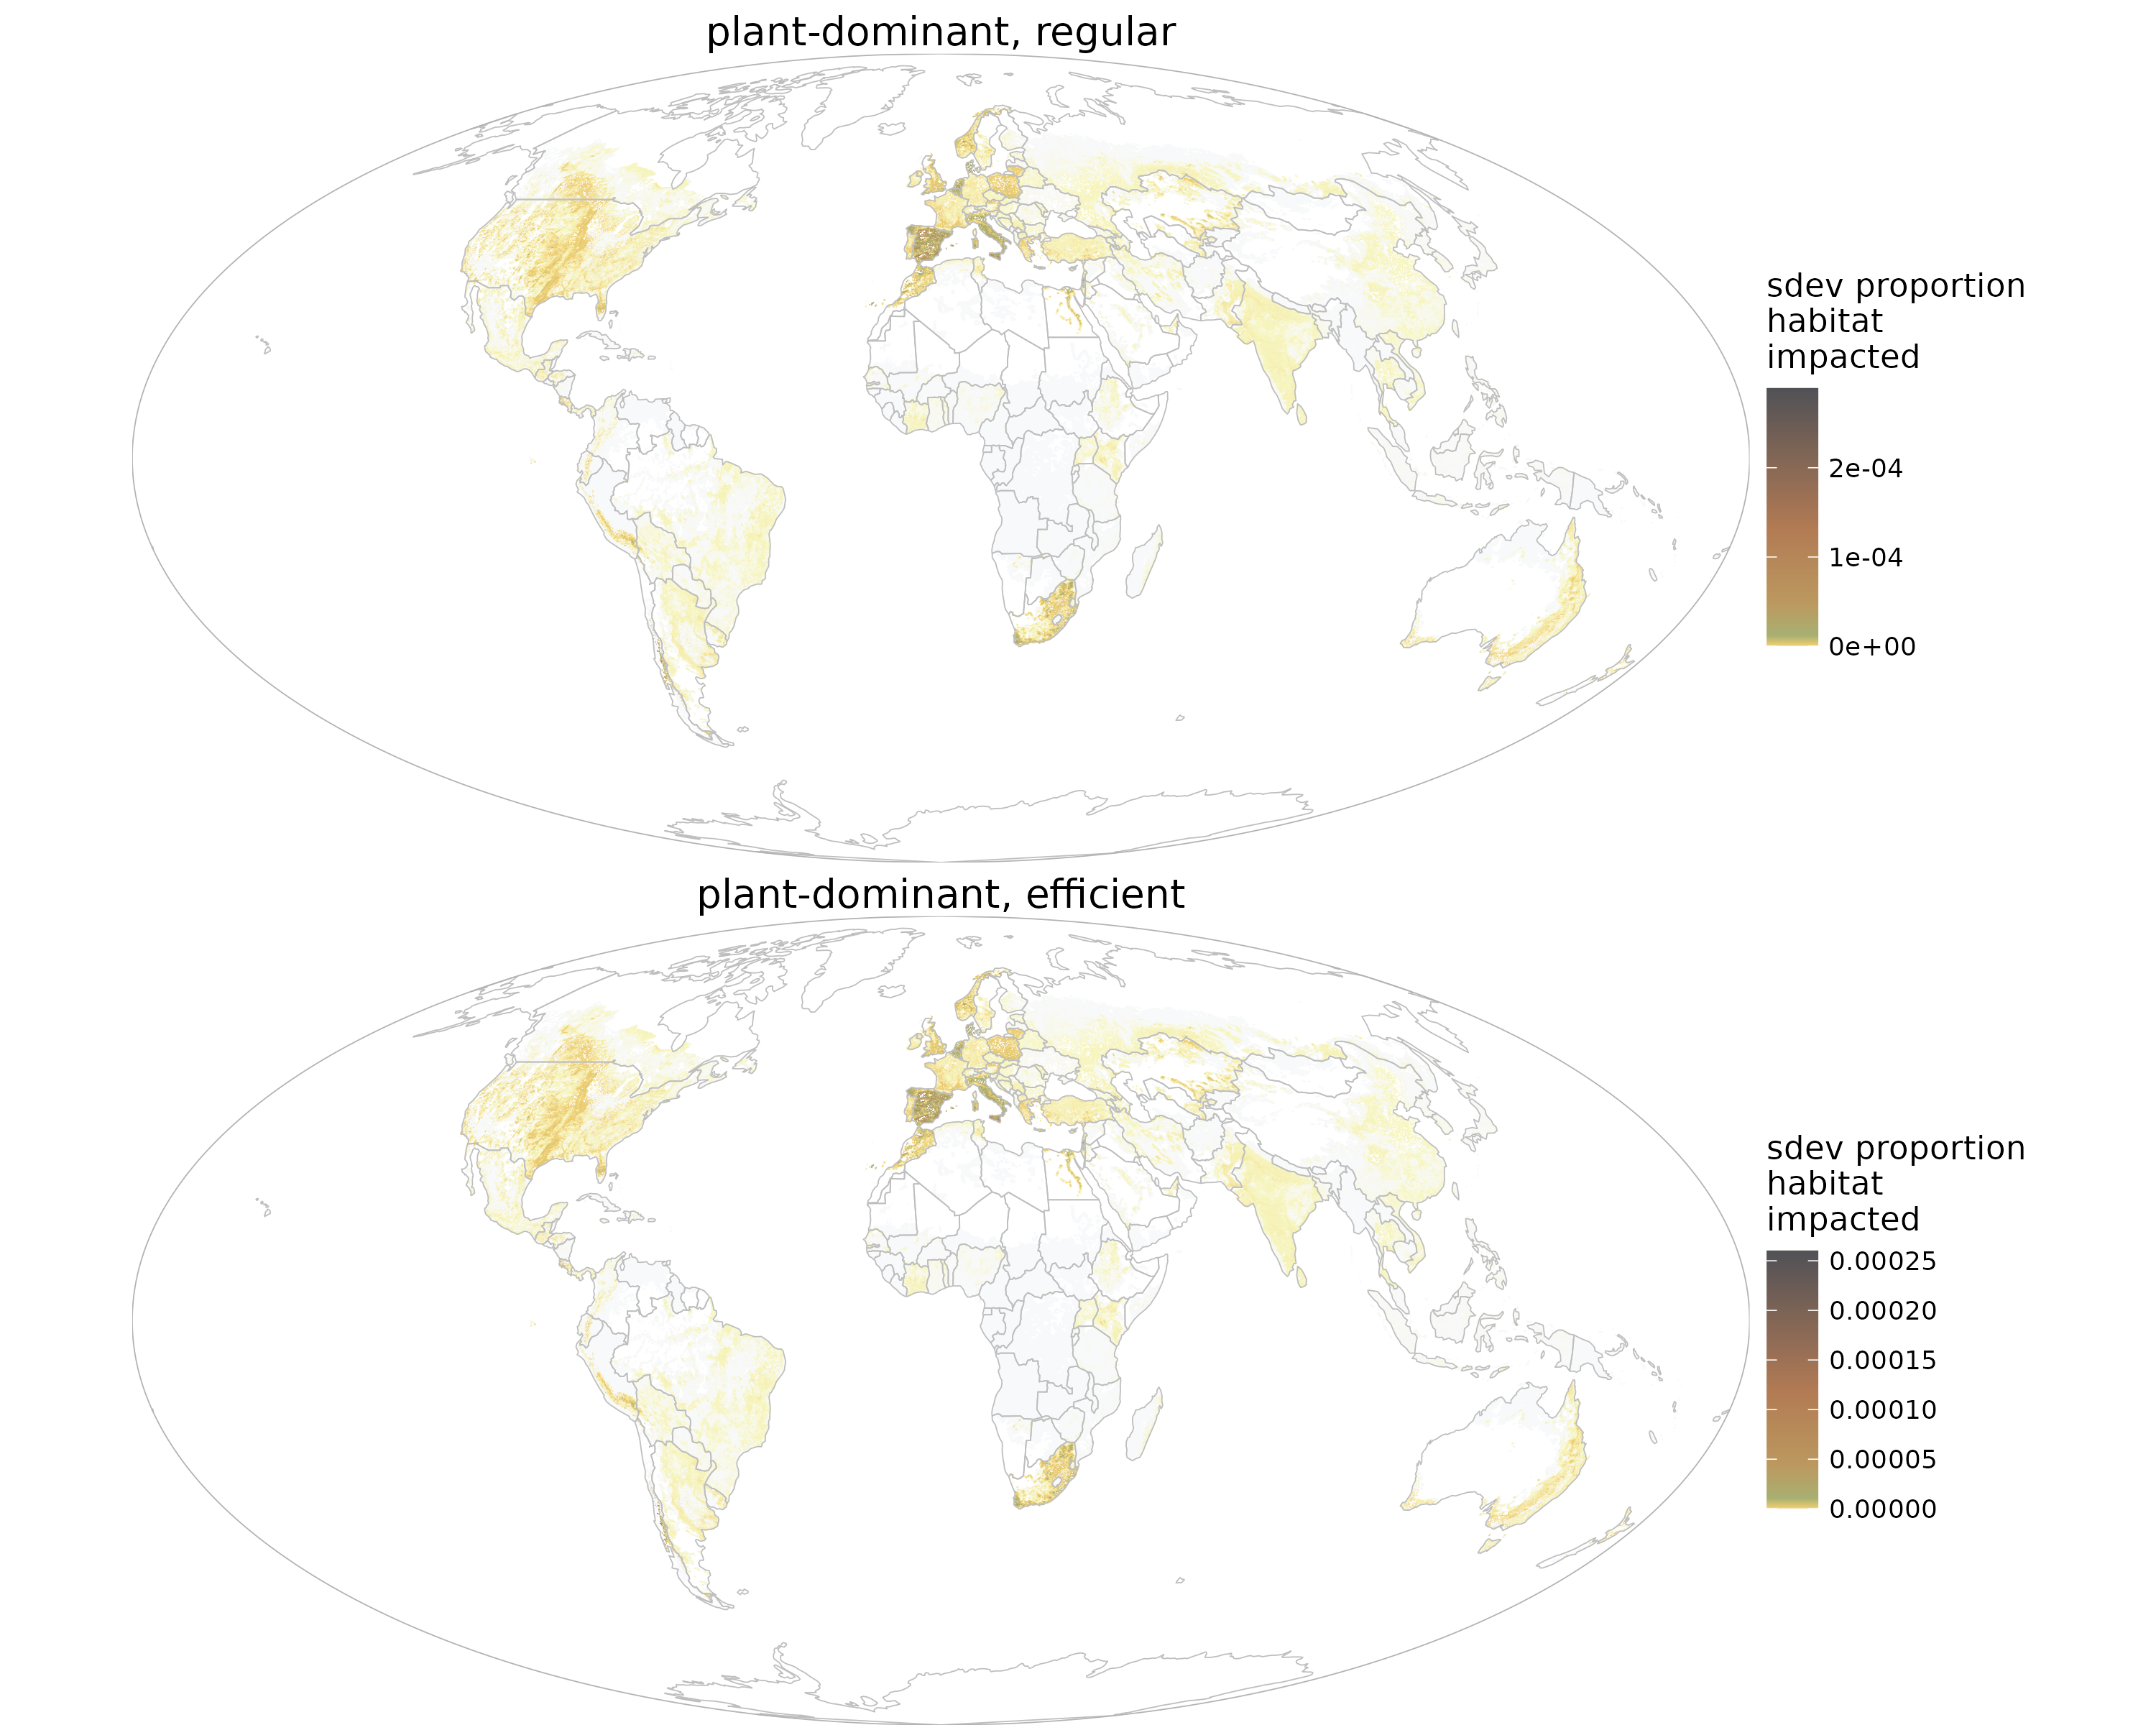 plant-dominant, regular
sdev proportion
habitat
impacted
2e-04
1e-04
0e+00
plant-dominant, efficient
sdev proportion
habitat
impacted
0.00025
0.00020
0.00015
0.00010
0.00005
0.00000